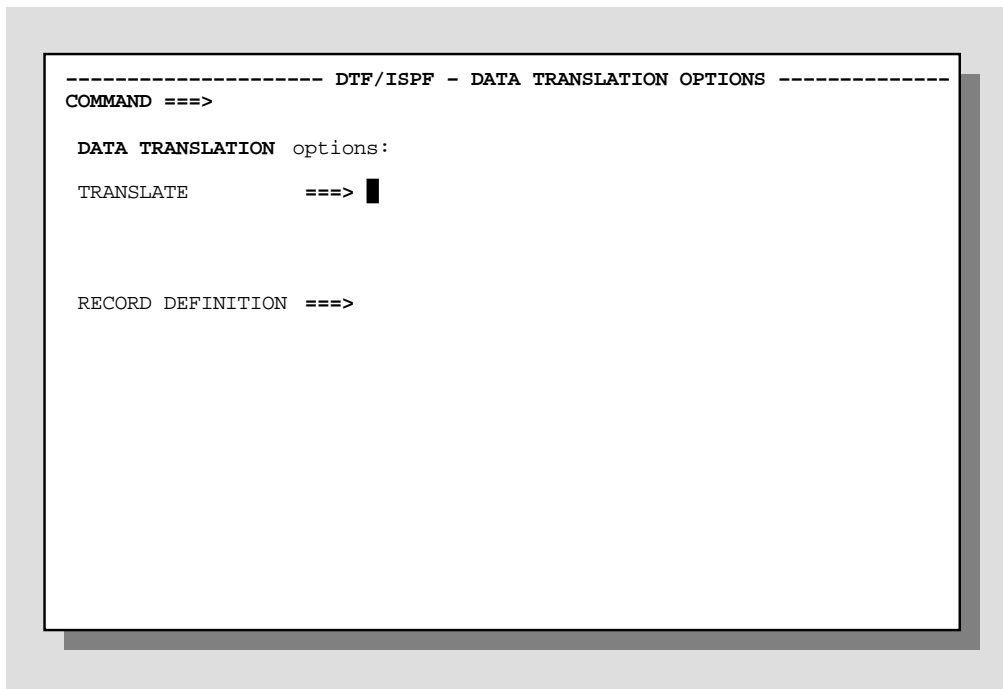 --------------------- DTF/ISPF - DATA TRANSLATION OPTIONS --------------
COMMAND ===>
DATA TRANSLATION options:
TRANSLATE ===>
RECORD DEFINITION ===>